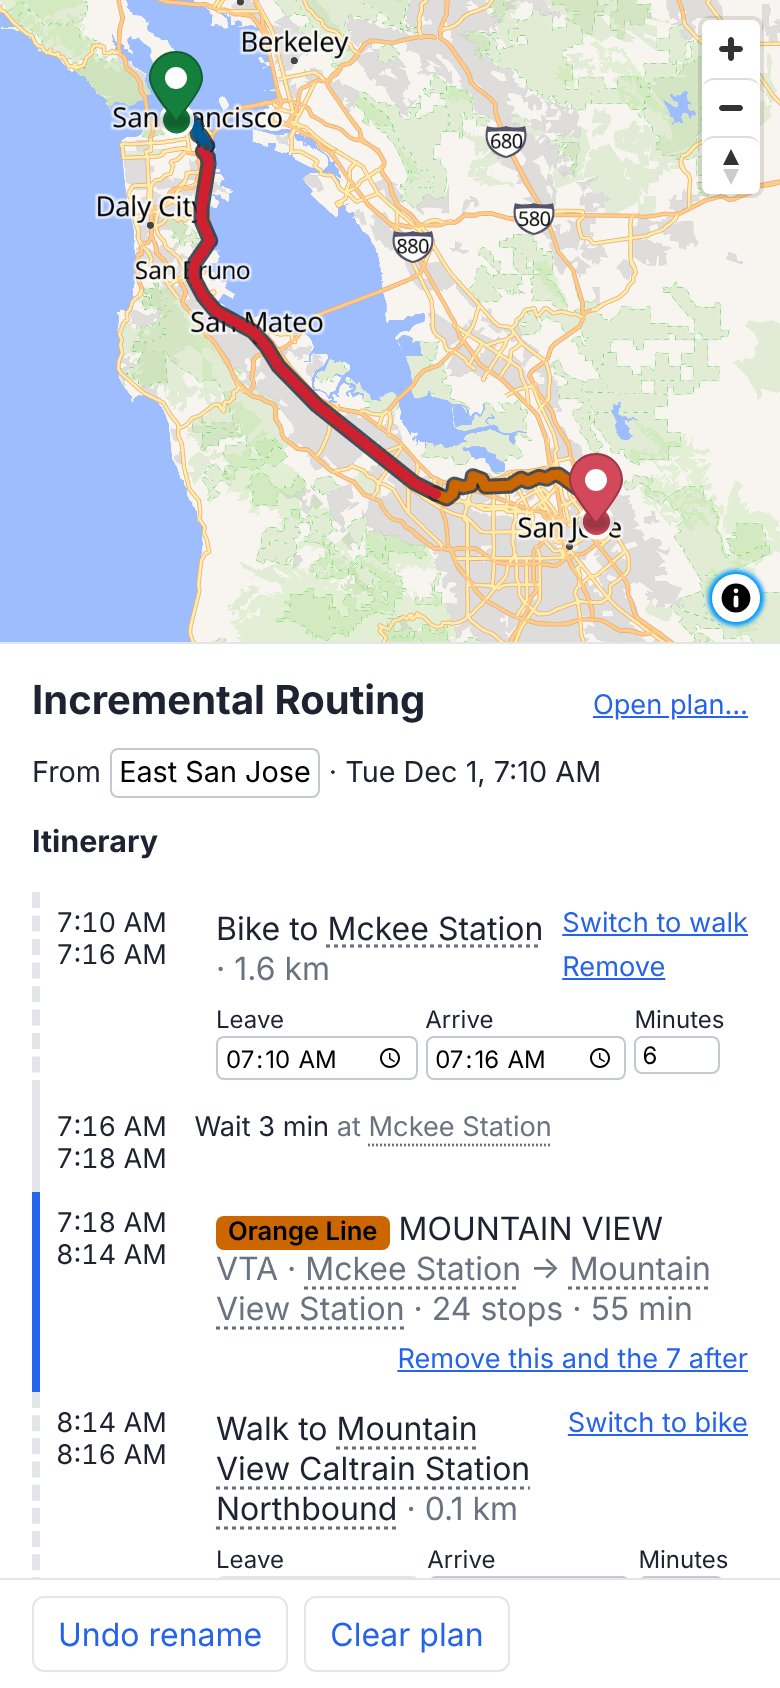 Berkeley
San Francisco
680
Daly City
580
880
San Bruno
San Mateo
San Jose
Incremental Routing
Open plan...
From East San Jose · Tue Dec 1, 7:10 AM
Itinerary
7:10 AM
7:16 AM
Bike to Mckee Station
· 1.6 km
Switch to walk
Remove
Leave
Arrive
Minutes
07:10 AM
07:16 AM
6
7:16 AM
7:18 AM
Wait 3 min at Mckee Station
7:18 AM
8:14 AM
Orange Line MOUNTAIN VIEW
VTA · Mckee Station → Mountain
View Station · 24 stops · 55 min
Remove this and the 7 after
8:14 AM
8:16 AM
Walk to Mountain
View Caltrain Station
Northbound · 0.1 km
Switch to bike
Leave
Arrive
Minutes
Undo rename
Clear plan